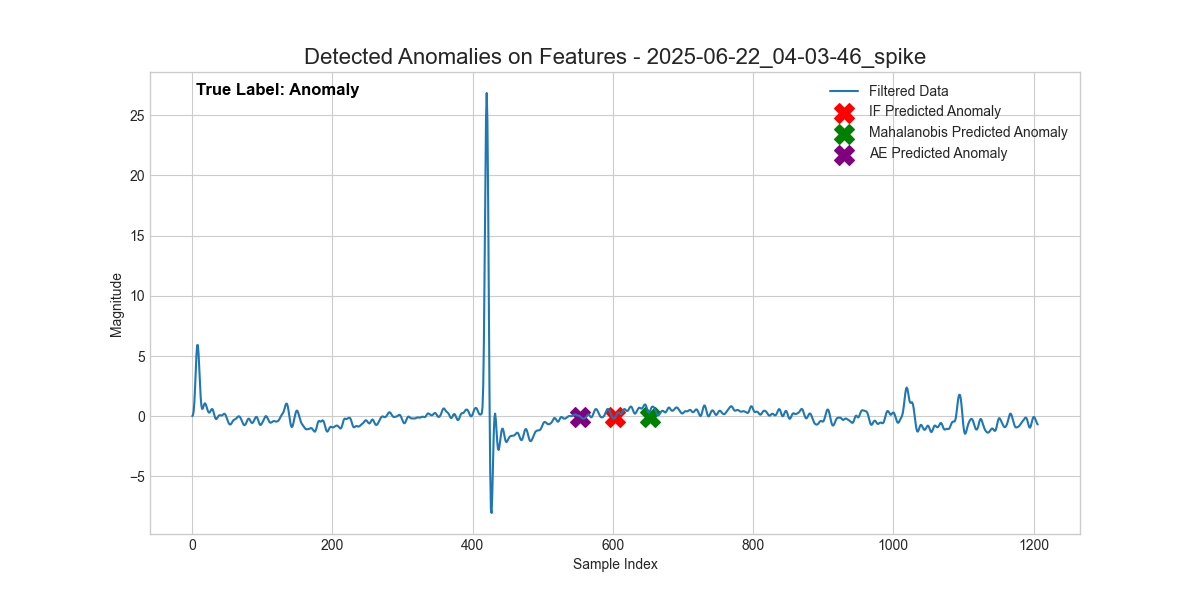 Detected Anomalies on Features - 2025-06-22_04-03-46_spike
True Label: Anomaly
Filtered Data
IF Predicted Anomaly
Mahalanobis Predicted Anomaly
AE Predicted Anomaly
Magnitude
25
20
15
10
5
0
−5
0 200 400 600 800 1000 1200
Sample Index